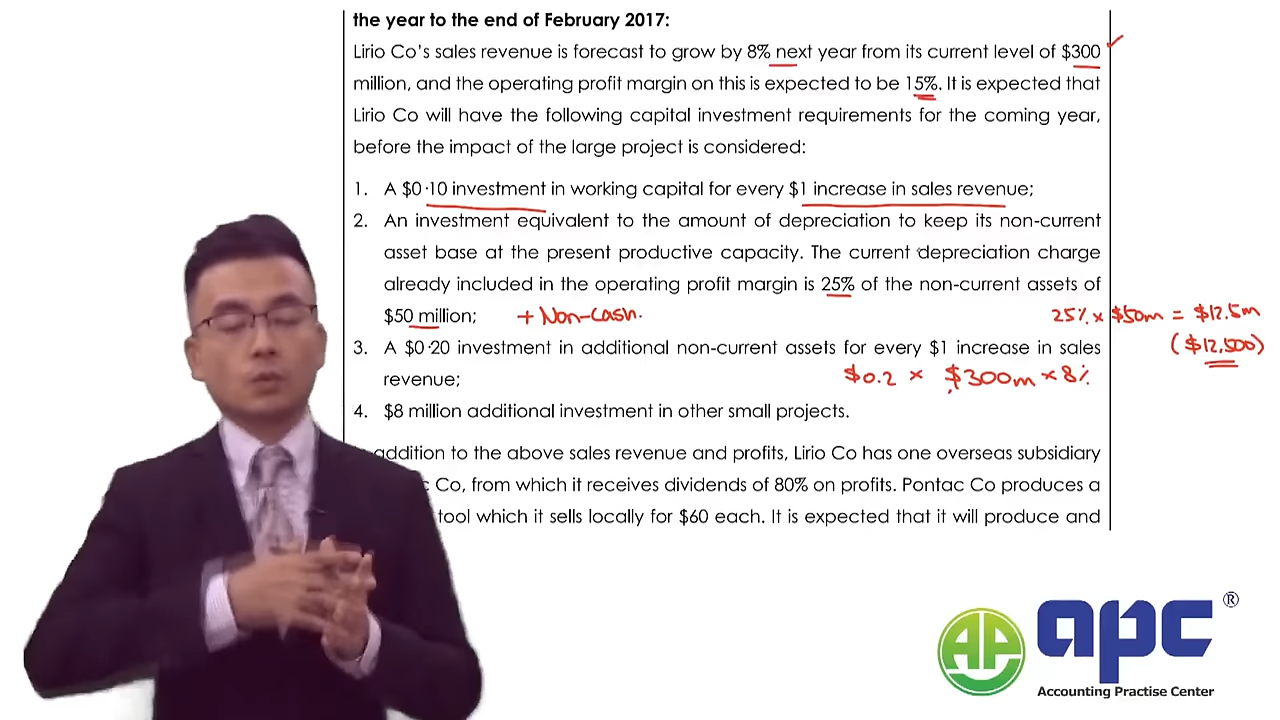 the year to the end of February 2017:
Lirio Co's sales revenue is forecast to grow by 8% next year from its current level of $300
million, and the operating profit margin on this is expected to be 15%. It is expected that
Lirio Co will have the following capital investment requirements for the coming year,
before the impact of the large project is considered:
1. A $0·10 investment in working capital for every $1 increase in sales revenue;
2. An investment equivalent to the amount of depreciation to keep its non-current
asset base at the present productive capacity. The current depreciation charge
already included in the operating profit margin is 25% of the non-current assets of
$50 million; + Non-Cash. 25% × $50m = $12.5m
($12,500)
3. A $0·20 investment in additional non-current assets for every $1 increase in sales
revenue; $0.2 × $300m × 8%
4. $8 million additional investment in other small projects.
addition to the above sales revenue and profits, Lirio Co has one overseas subsidiary
Co, from which it receives dividends of 80% on profits. Pontac Co produces a
tool which it sells locally for $60 each. It is expected that it will produce and
AP apc ®
Accounting Practise Center